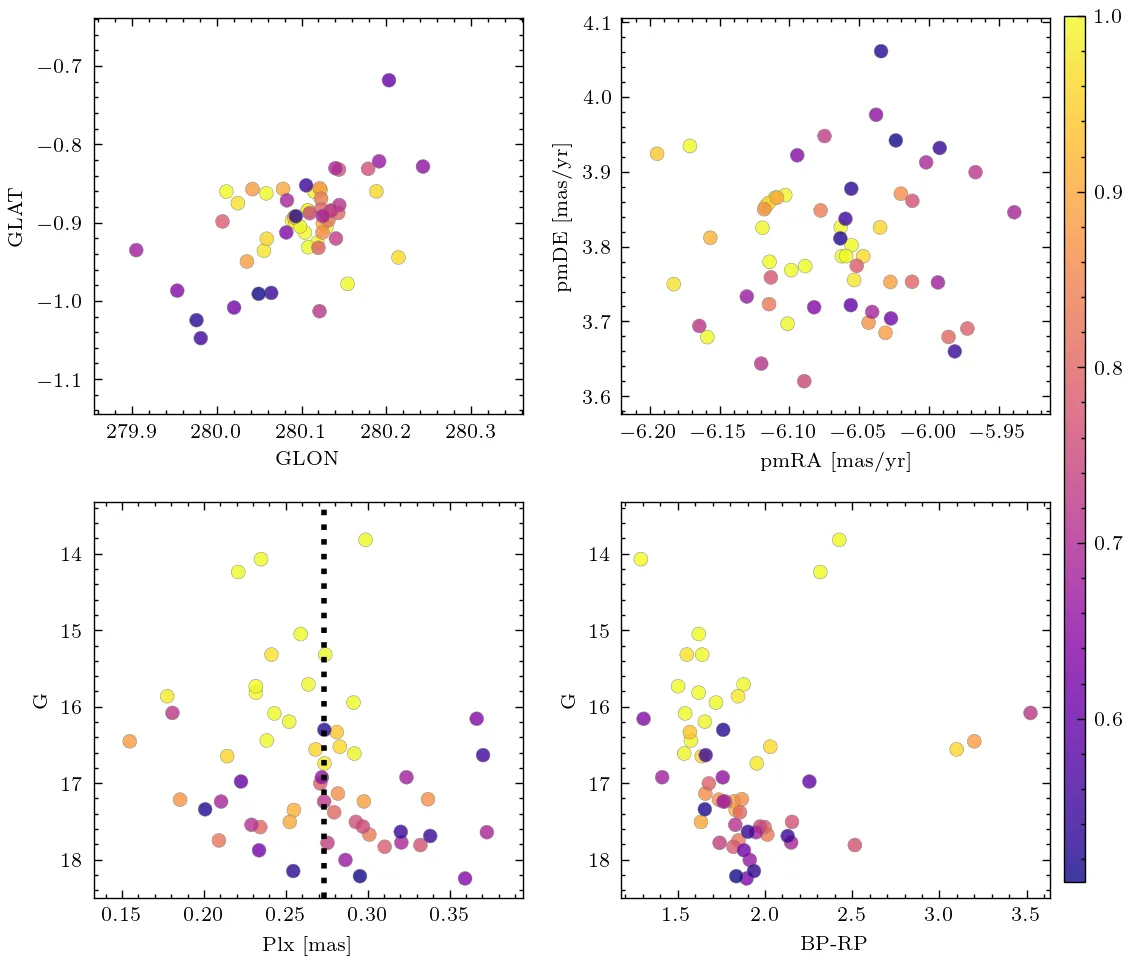 −0.7
−0.8
−0.9
−1.0
−1.1
GLAT
279.9 280.0 280.1 280.2 280.3
GLON
4.1
4.0
3.9
3.8
3.7
3.6
pmDE [mas/yr]
−6.20 −6.15 −6.10 −6.05 −6.00 −5.95
pmRA [mas/yr]
1.0
0.9
0.8
0.7
0.6
14
15
16
17
18
G
0.15 0.20 0.25 0.30 0.35
Plx [mas]
14
15
16
17
18
G
1.5 2.0 2.5 3.0 3.5
BP-RP